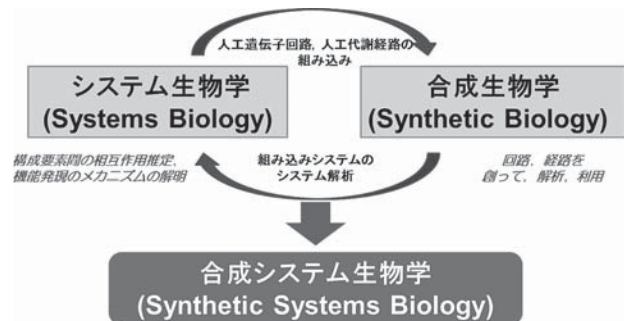 人工遺伝子回路，人工代謝経路の
組み込み
システム生物学
(Systems Biology)
合成生物学
(Synthetic Biology)
構成要素間の相互作用推定、
機能発現のメカニズムの解明
組み込みシステムの
システム解析
回路、経路を
創って、解析，利用
合成システム生物学
(Synthetic Systems Biology)